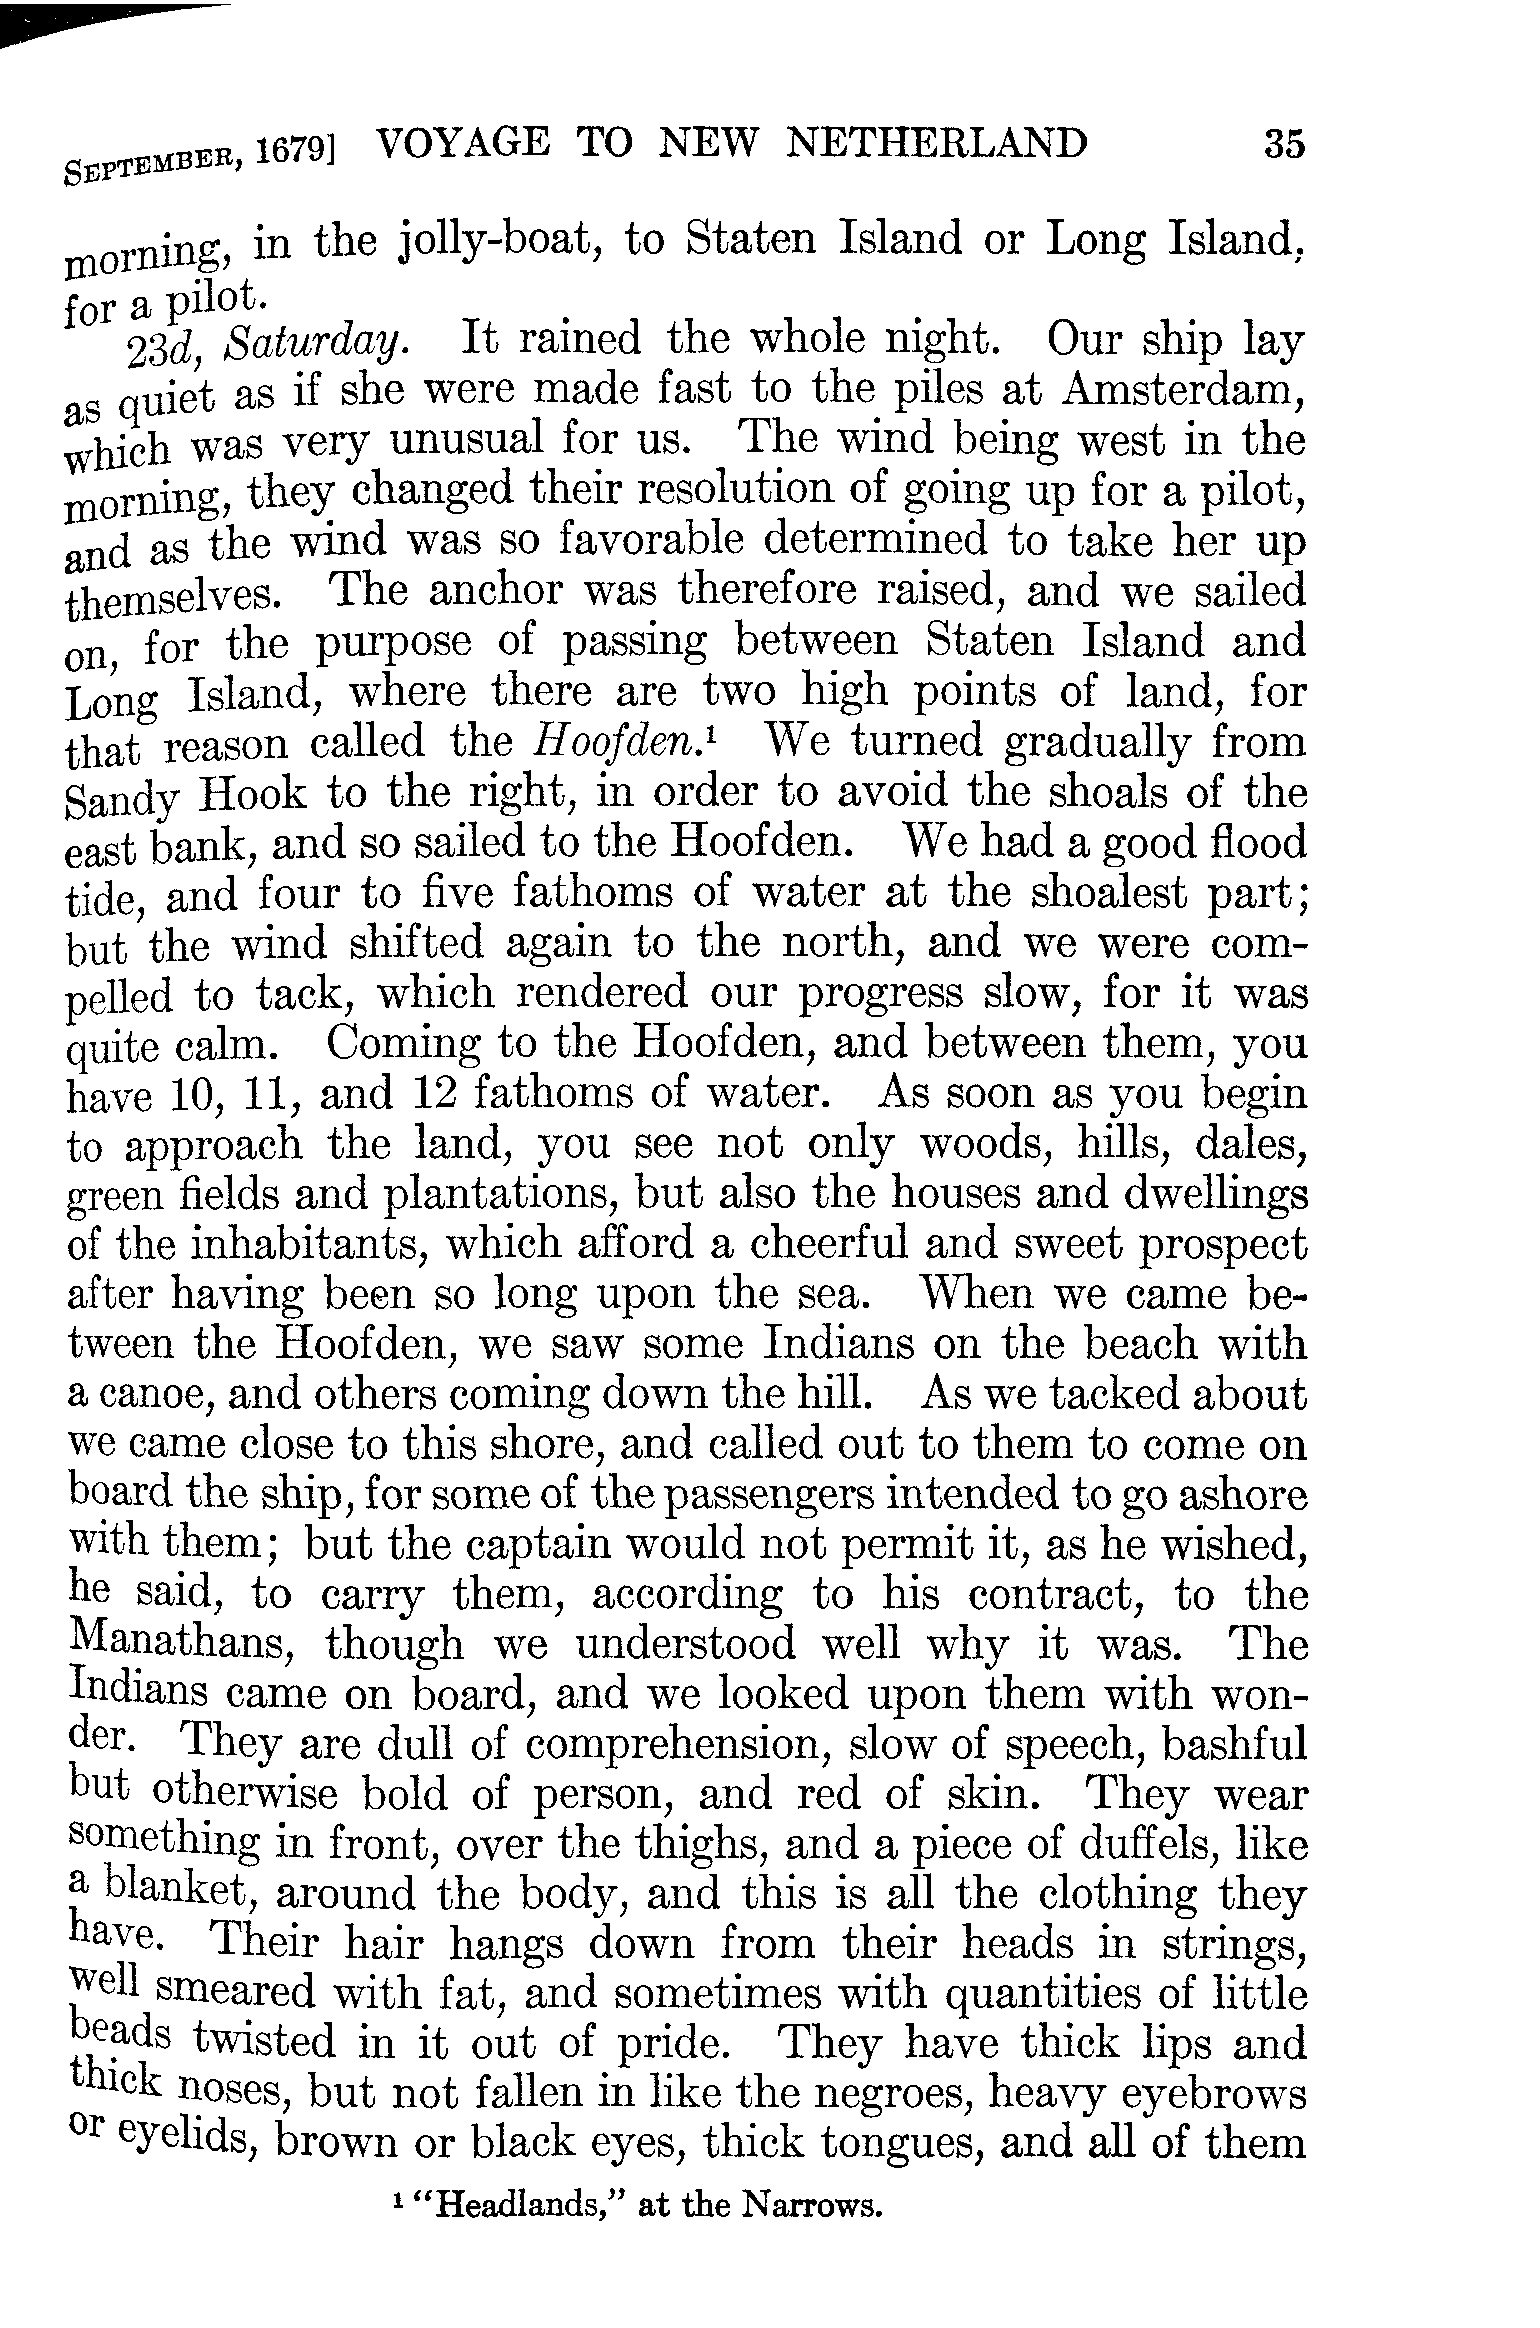 SEPTEMBER, 1679] VOYAGE TO NEW NETHERLAND 35
morning, in the jolly-boat, to Staten Island or Long Island,
for a pilot.
23d, Saturday. It rained the whole night. Our ship lay
as quiet as if she were made fast to the piles at Amsterdam,
which was very unusual for us. The wind being west in the
morning, they changed their resolution of going up for a pilot,
and as the wind was so favorable determined to take her up
themselves. The anchor was therefore raised, and we sailed
on, for the purpose of passing between Staten Island and
Long Island, where there are two high points of land, for
that reason called the Hoofden.¹ We turned gradually from
Sandy Hook to the right, in order to avoid the shoals of the
east bank, and so sailed to the Hoofden. We had a good flood
tide, and four to five fathoms of water at the shoalest part;
but the wind shifted again to the north, and we were com-
pelled to tack, which rendered our progress slow, for it was
quite calm. Coming to the Hoofden, and between them, you
have 10, 11, and 12 fathoms of water. As soon as you begin
to approach the land, you see not only woods, hills, dales,
green fields and plantations, but also the houses and dwellings
of the inhabitants, which afford a cheerful and sweet prospect
after having been so long upon the sea. When we came be-
tween the Hoofden, we saw some Indians on the beach with
a canoe, and others coming down the hill. As we tacked about
we came close to this shore, and called out to them to come on
board the ship, for some of the passengers intended to go ashore
with them; but the captain would not permit it, as he wished,
he said, to carry them, according to his contract, to the
Manathans, though we understood well why it was. The
Indians came on board, and we looked upon them with won-
der. They are dull of comprehension, slow of speech, bashful
but otherwise bold of person, and red of skin. They wear
something in front, over the thighs, and a piece of duffels, like
a blanket, around the body, and this is all the clothing they
have. Their hair hangs down from their heads in strings,
well smeared with fat, and sometimes with quantities of little
beads twisted in it out of pride. They have thick lips and
thick noses, but not fallen in like the negroes, heavy eyebrows
or eyelids, brown or black eyes, thick tongues, and all of them
¹ "Headlands," at the Narrows.